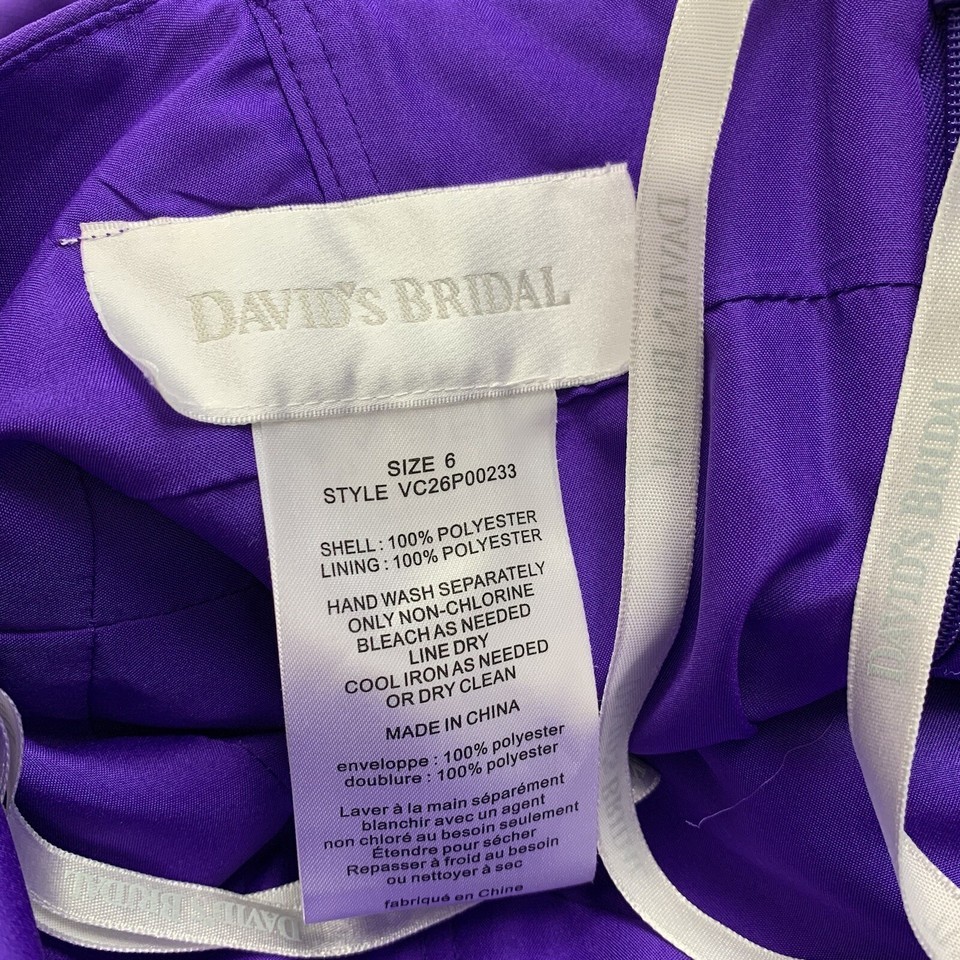 DAVID'S BRIDAL
SIZE 6
STYLE VC26P00233
SHELL : 100% POLYESTER
LINING : 100% POLYESTER
HAND WASH SEPARATELY
ONLY NON-CHLORINE
BLEACH AS NEEDED
LINE DRY
COOL IRON AS NEEDED
OR DRY CLEAN
MADE IN CHINA
enveloppe : 100% polyester
doublure : 100% polyester
Laver à la main séparément
blanchir avec un agent
non chloré au besoin seulement
Étendre pour sécher
Repasser à froid au besoin
ou nettoyer à sec
fabriqué en Chine
DAVID'S BRIDAL
DAVID'S BRIDAL
DAVID'S BRIDAL